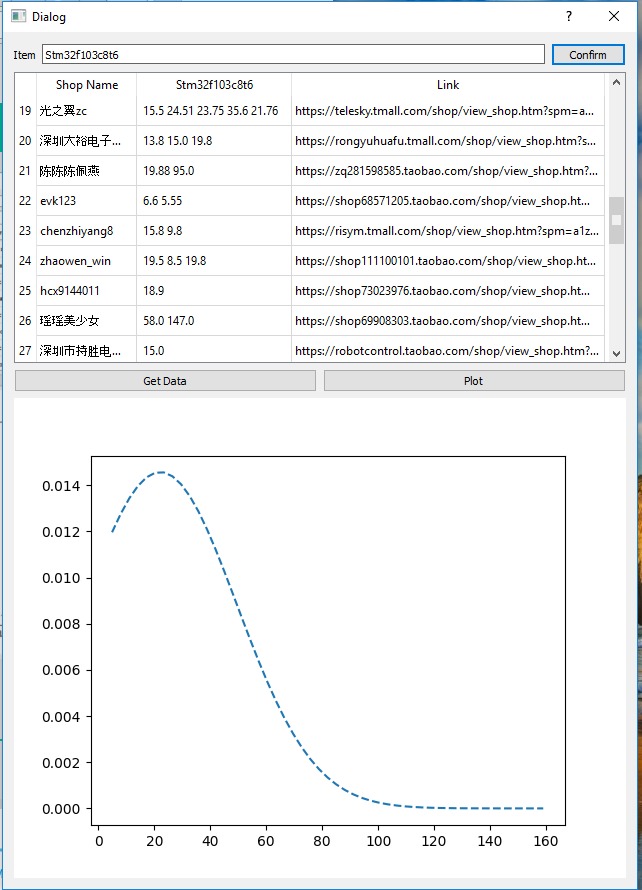 Dialog
Item Stm32f103c8t6 Confirm
Shop Name Stm32f103c8t6 Link
19 光之翼zc 15.5 24.51 23.75 35.6 21.76 https://telesky.tmall.com/shop/view_shop.htm?spm=a...
20 深圳大裕电子... 13.8 15.0 19.8 https://rongyuhuafu.tmall.com/shop/view_shop.htm?s...
21 陈陈陈佩燕 19.88 95.0 https://zq281598585.taobao.com/shop/view_shop.htm?...
22 evk123 6.6 5.55 https://shop68571205.taobao.com/shop/view_shop.ht...
23 chenzhiyang8 15.8 9.8 https://risym.tmall.com/shop/view_shop.htm?spm=a1z...
24 zhaowen_win 19.5 8.5 19.8 https://shop111100101.taobao.com/shop/view_shop.ht...
25 hcx9144011 18.9 https://shop73023976.taobao.com/shop/view_shop.ht...
26 瑶瑶美少女 58.0 147.0 https://shop69908303.taobao.com/shop/view_shop.ht...
27 深圳市持胜电... 15.0 https://robotcontrol.taobao.com/shop/view_shop.htm?...
Get Data Plot
0.014
0.012
0.010
0.008
0.006
0.004
0.002
0.000
0 20 40 60 80 100 120 140 160